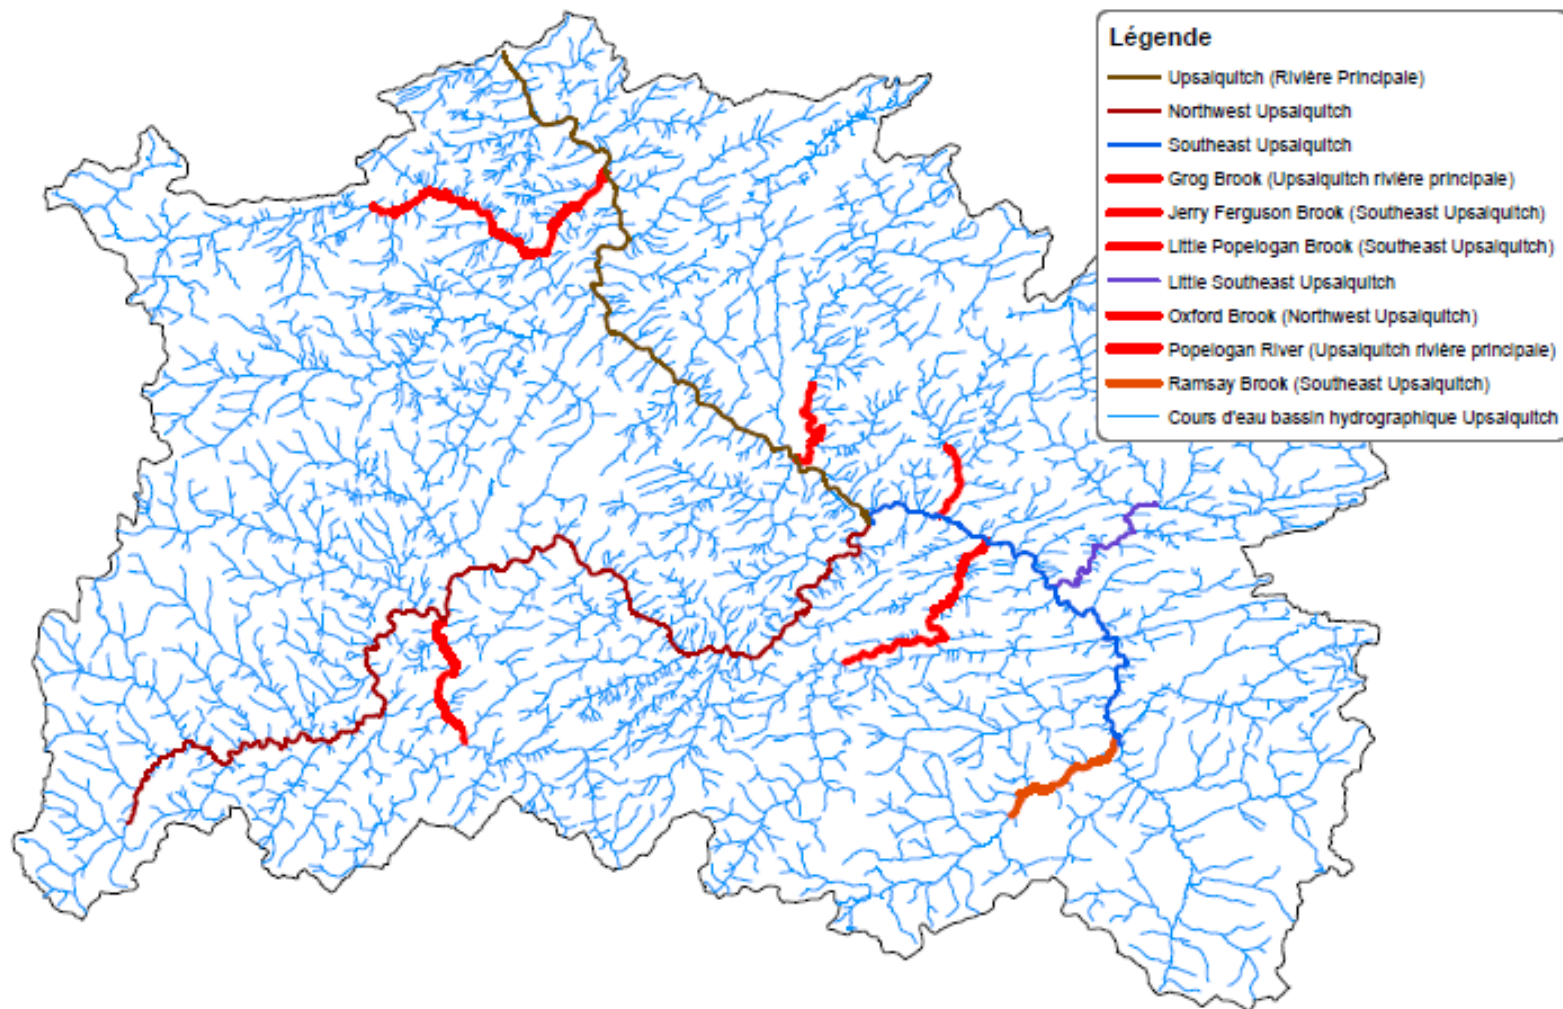 Légende
Upsalquitch (Rivière Principale)
Northwest Upsalquitch
Southeast Upsalquitch
Grog Brook (Upsalquitch rivière principale)
Jerry Ferguson Brook (Southeast Upsalquitch)
Little Popelogan Brook (Southeast Upsalquitch)
Little Southeast Upsalquitch
Oxford Brook (Northwest Upsalquitch)
Popelogan River (Upsalquitch rivière principale)
Ramsay Brook (Southeast Upsalquitch)
Cours d'eau bassin hydrographique Upsalquitch